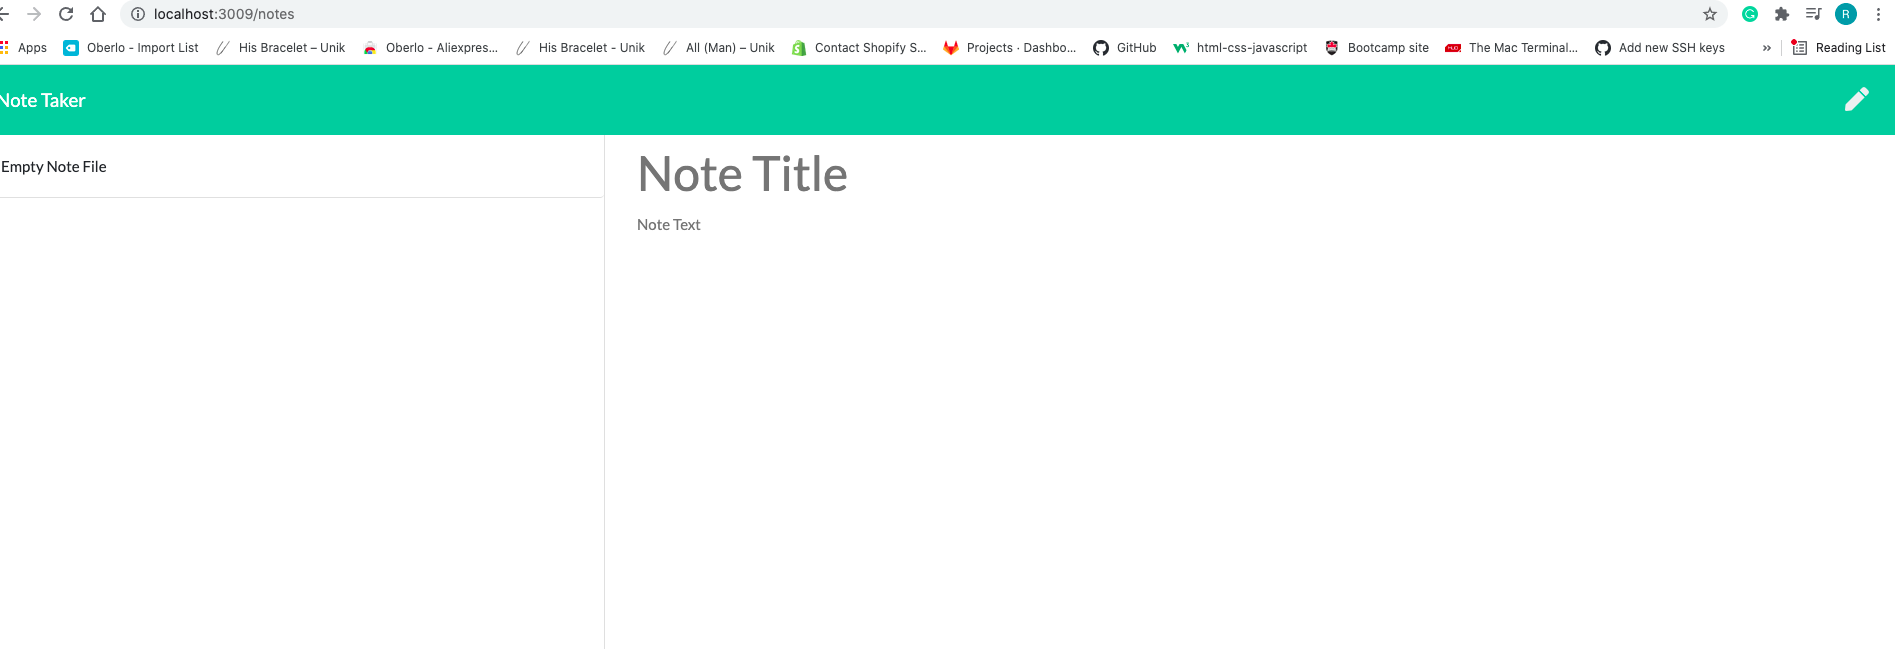 localhost:3009/notes
R
Apps Oberlo - Import List His Bracelet – Unik Oberlo - Aliexpres... His Bracelet - Unik All (Man) – Unik Contact Shopify S... Projects · Dashbo... GitHub html-css-javascript Bootcamp site The Mac Terminal... Add new SSH keys » Reading List
Note Taker
Empty Note File
Note Title
Note Text